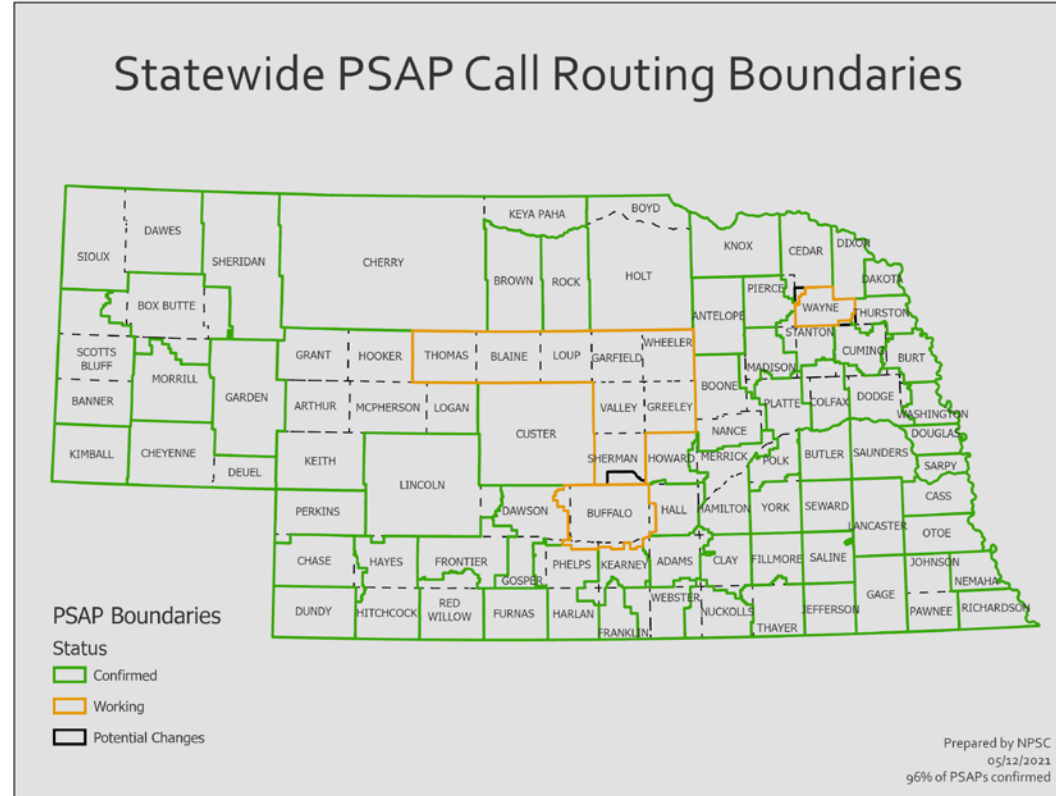 Statewide PSAP Call Routing Boundaries
KEYA PAHA
BOYD
DAWES
SIOUX
SHERIDAN
CHERRY
BROWN
ROCK
HOLT
KNOX
CEDAR
DIXON
DAKOTA
BOX BUTTE
PIERCE
ANTELOPE
WAYNE
THURSTON
STANTON
CUMING
BURT
SCOTTS
BLUFF
MORRILL
GRANT
HOOKER
THOMAS
BLAINE
LOUP
GARFIELD
WHEELER
MADISON
BOONE
BANNER
GARDEN
ARTHUR
MCPHERSON
LOGAN
VALLEY
GREELEY
PLATTE
COLFAX
DODGE
WASHINGTON
CUSTER
NANCE
DOUGLAS
KIMBALL
CHEYENNE
DEUEL
KEITH
LINCOLN
SHERMAN
HOWARD
MERRICK
POLK
BUTLER
SAUNDERS
SARPY
PERKINS
DAWSON
BUFFALO
HALL
HAMILTON
YORK
SEWARD
LANCASTER
CASS
OTOE
CHASE
HAYES
FRONTIER
GOSPER
PHELPS
KEARNEY
ADAMS
CLAY
FILLMORE
SALINE
JOHNSON
NEMAHA
DUNDY
HITCHCOCK
RED
WILLOW
FURNAS
HARLAN
FRANKLIN
WEBSTER
NUCKOLLS
THAYER
JEFFERSON
GAGE
PAWNEE
RICHARDSON
PSAP Boundaries
Status
Confirmed
Working
Potential Changes
Prepared by NPSC
05/12/2021
96% of PSAPs confirmed